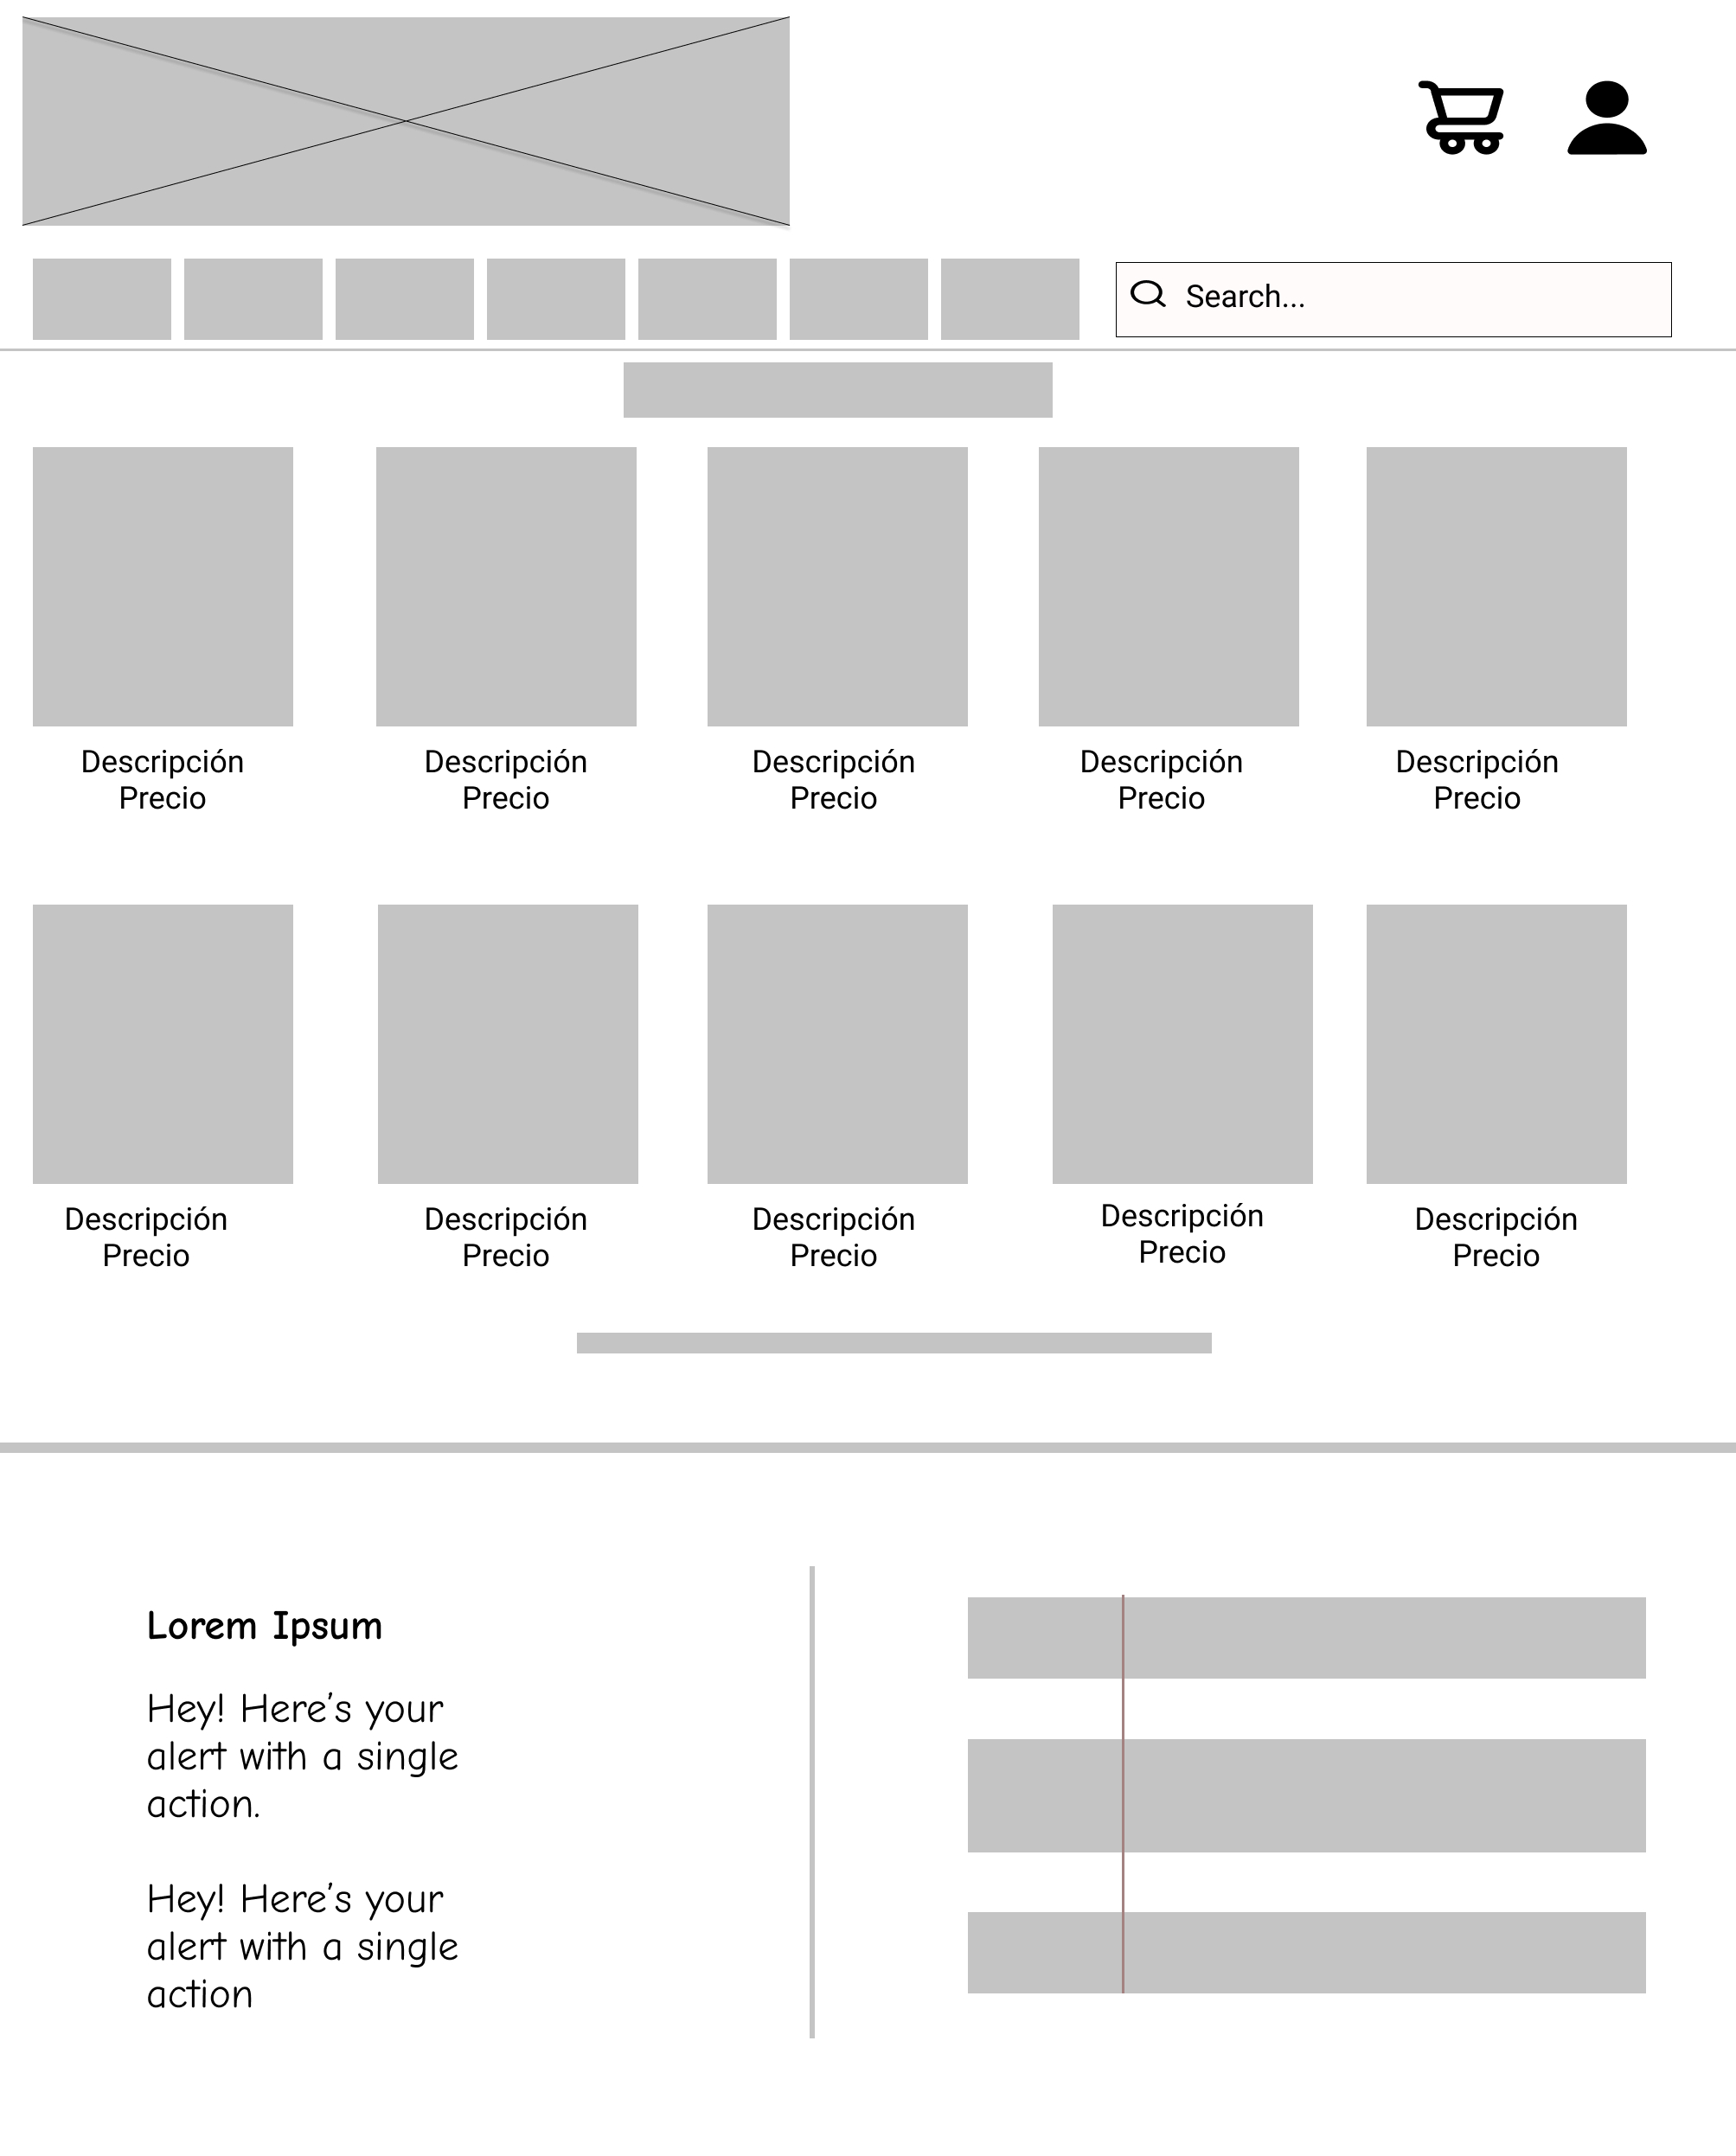 Search...
Descripción
Precio
Descripción
Precio
Descripción
Precio
Descripción
Precio
Descripción
Precio
Descripción
Precio
Descripción
Precio
Descripción
Precio
Descripción
Precio
Descripción
Precio
Lorem Ipsum
Hey! Here's your
alert with a single
action.
Hey! Here's your
alert with a single
action